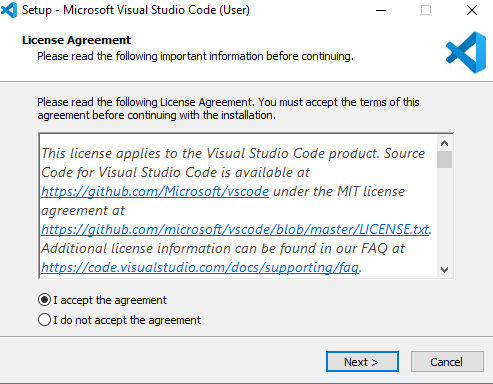 Setup - Microsoft Visual Studio Code (User)
License Agreement
Please read the following important information before continuing.
Please read the following License Agreement. You must accept the terms of this
agreement before continuing with the installation.
This license applies to the Visual Studio Code product. Source
Code for Visual Studio Code is available at
https://github.com/Microsoft/vscode under the MIT license
agreement at
https://github.com/microsoft/vscode/blob/master/LICENSE.txt.
Additional license information can be found in our FAQ at
https://code.visualstudio.com/docs/supporting/faq.
I accept the agreement
I do not accept the agreement
Next >
Cancel